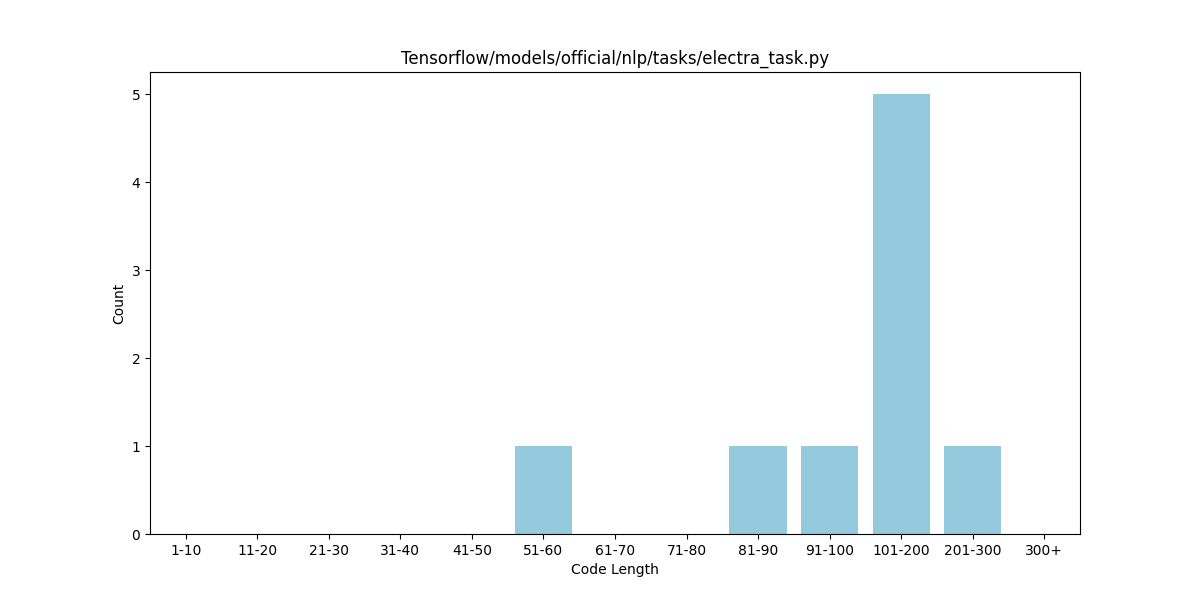 Tensorflow/models/official/nlp/tasks/electra_task.py
5
4
3
2
1
0
Count
1-10 11-20 21-30 31-40 41-50 51-60 61-70 71-80 81-90 91-100 101-200 201-300 300+
Code Length